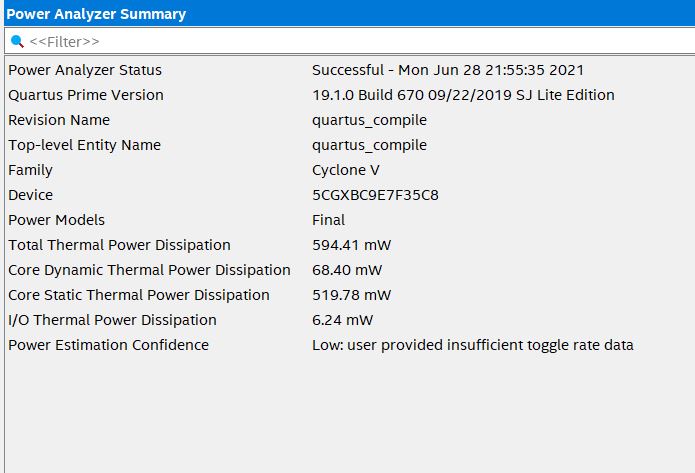 Power Analyzer Summary
<<Filter>>
Power Analyzer Status Successful - Mon Jun 28 21:55:35 2021
Quartus Prime Version 19.1.0 Build 670 09/22/2019 SJ Lite Edition
Revision Name quartus_compile
Top-level Entity Name quartus_compile
Family Cyclone V
Device 5CGXBC9E7F35C8
Power Models Final
Total Thermal Power Dissipation 594.41 mW
Core Dynamic Thermal Power Dissipation 68.40 mW
Core Static Thermal Power Dissipation 519.78 mW
I/O Thermal Power Dissipation 6.24 mW
Power Estimation Confidence Low: user provided insufficient toggle rate data